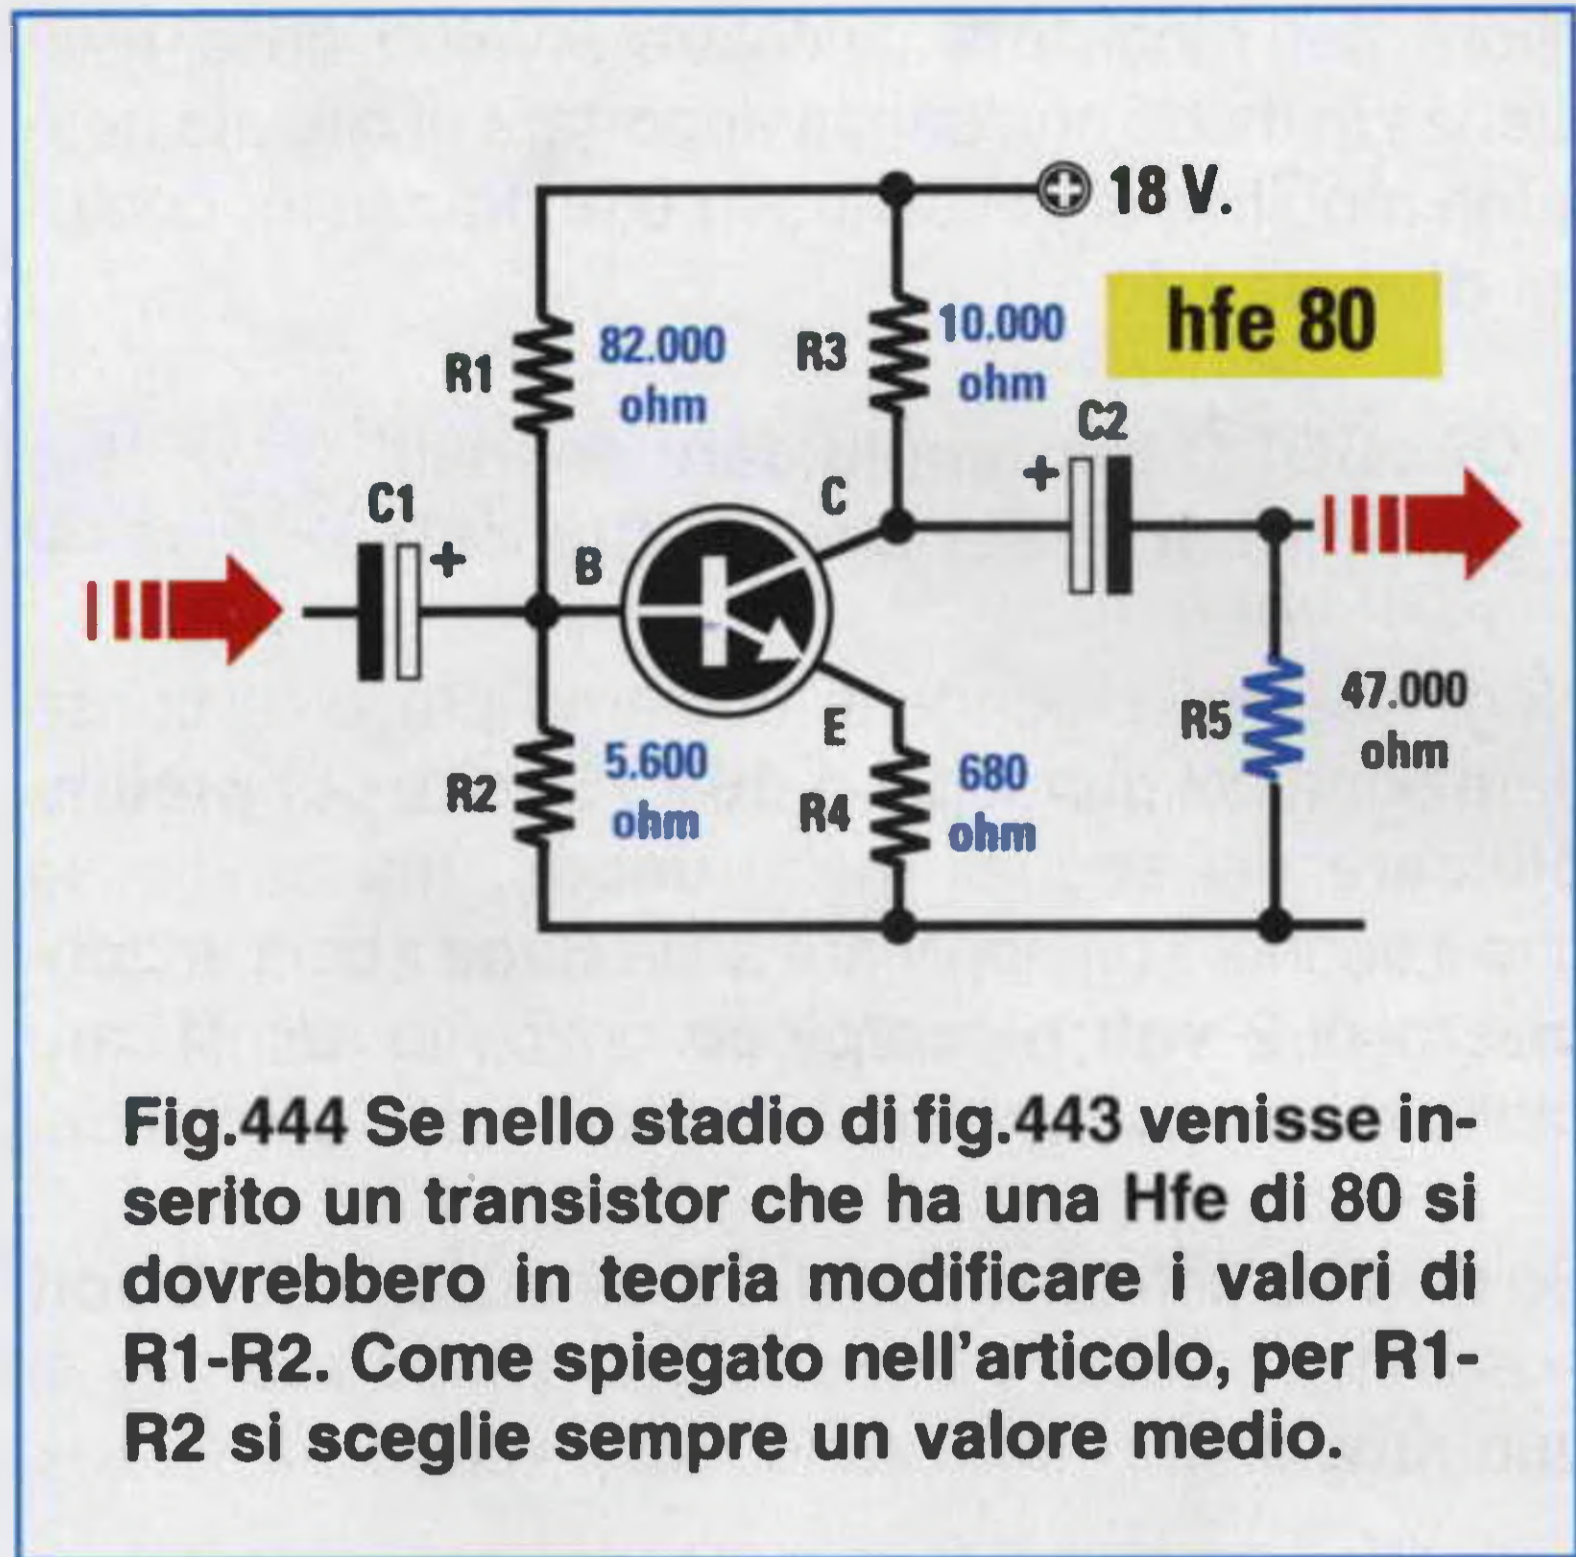 18 V.
hfe 80
R1
82.000
ohm
R3
10.000
ohm
C2
+
C
C1
+
B
E
R2
5.600
ohm
R4
680
ohm
R5
47.000
ohm
Fig.444 Se nello stadio di fig.443 venisse in-
serito un transistor che ha una Hfe di 80 si
dovrebbero in teoria modificare i valori di
R1-R2. Come spiegato nell'articolo, per R1-
R2 si sceglie sempre un valore medio.